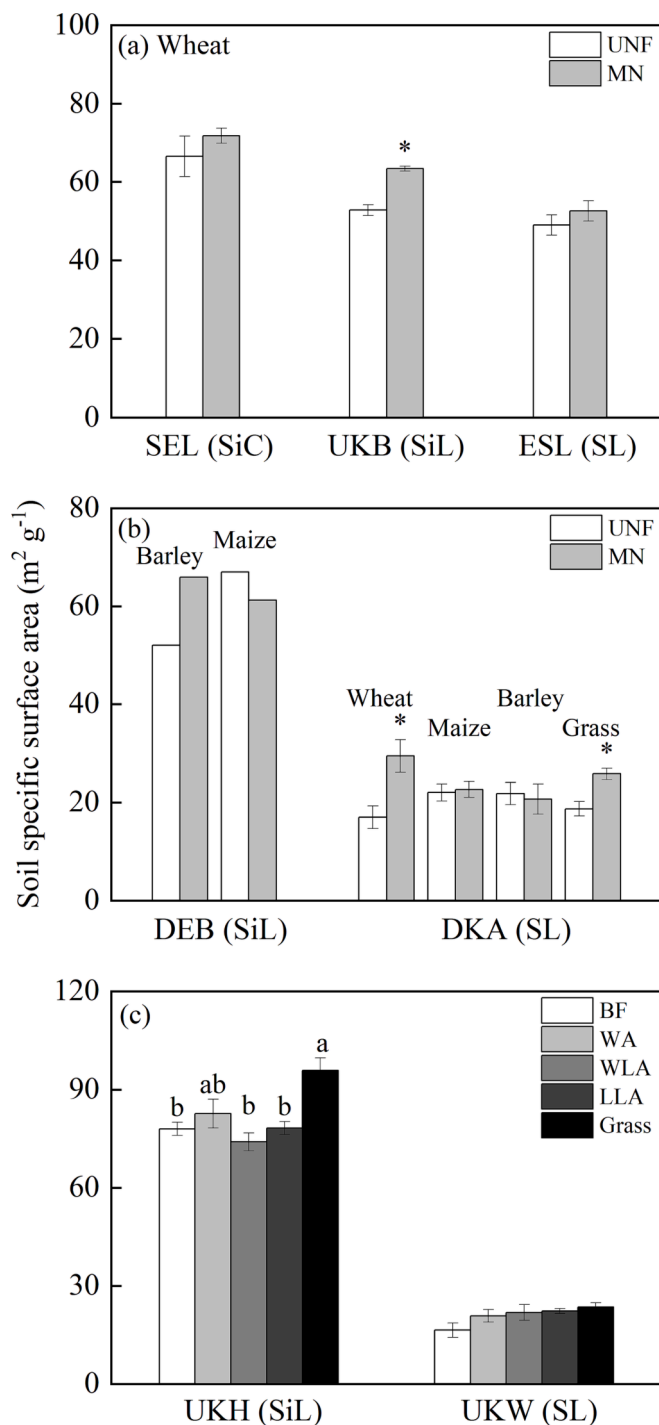 100
(a) Wheat
UNF
MN
80
*
60
40
20
0
SEL (SiC) UKB (SiL) ESL (SL)
Soil specific surface area (m² g⁻¹)
80
(b)
UNF
MN
Barley Maize
60
40
Wheat Maize Barley Grass
* *
20
0
DEB (SiL) DKA (SL)
120
(c)
BF
WA
WLA
LLA
Grass
b ab b b a
90
60
30
0
UKH (SiL) UKW (SL)